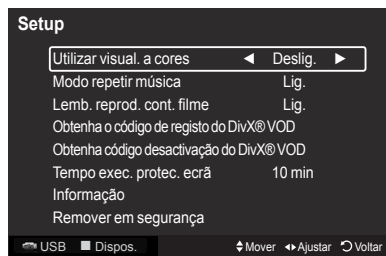 Setup
Utilizar visual. a cores ◄ Deslig. ►
Modo repetir música Lig.
Lemb. reprod. cont. filme Lig.
Obtenha o código de registo do DivX® VOD
Obtenha código desactivação do DivX® VOD
Tempo exec. protec. ecrã 10 min
Informação
Remover em segurança
USB Dispos. Mover Ajustar Voltar